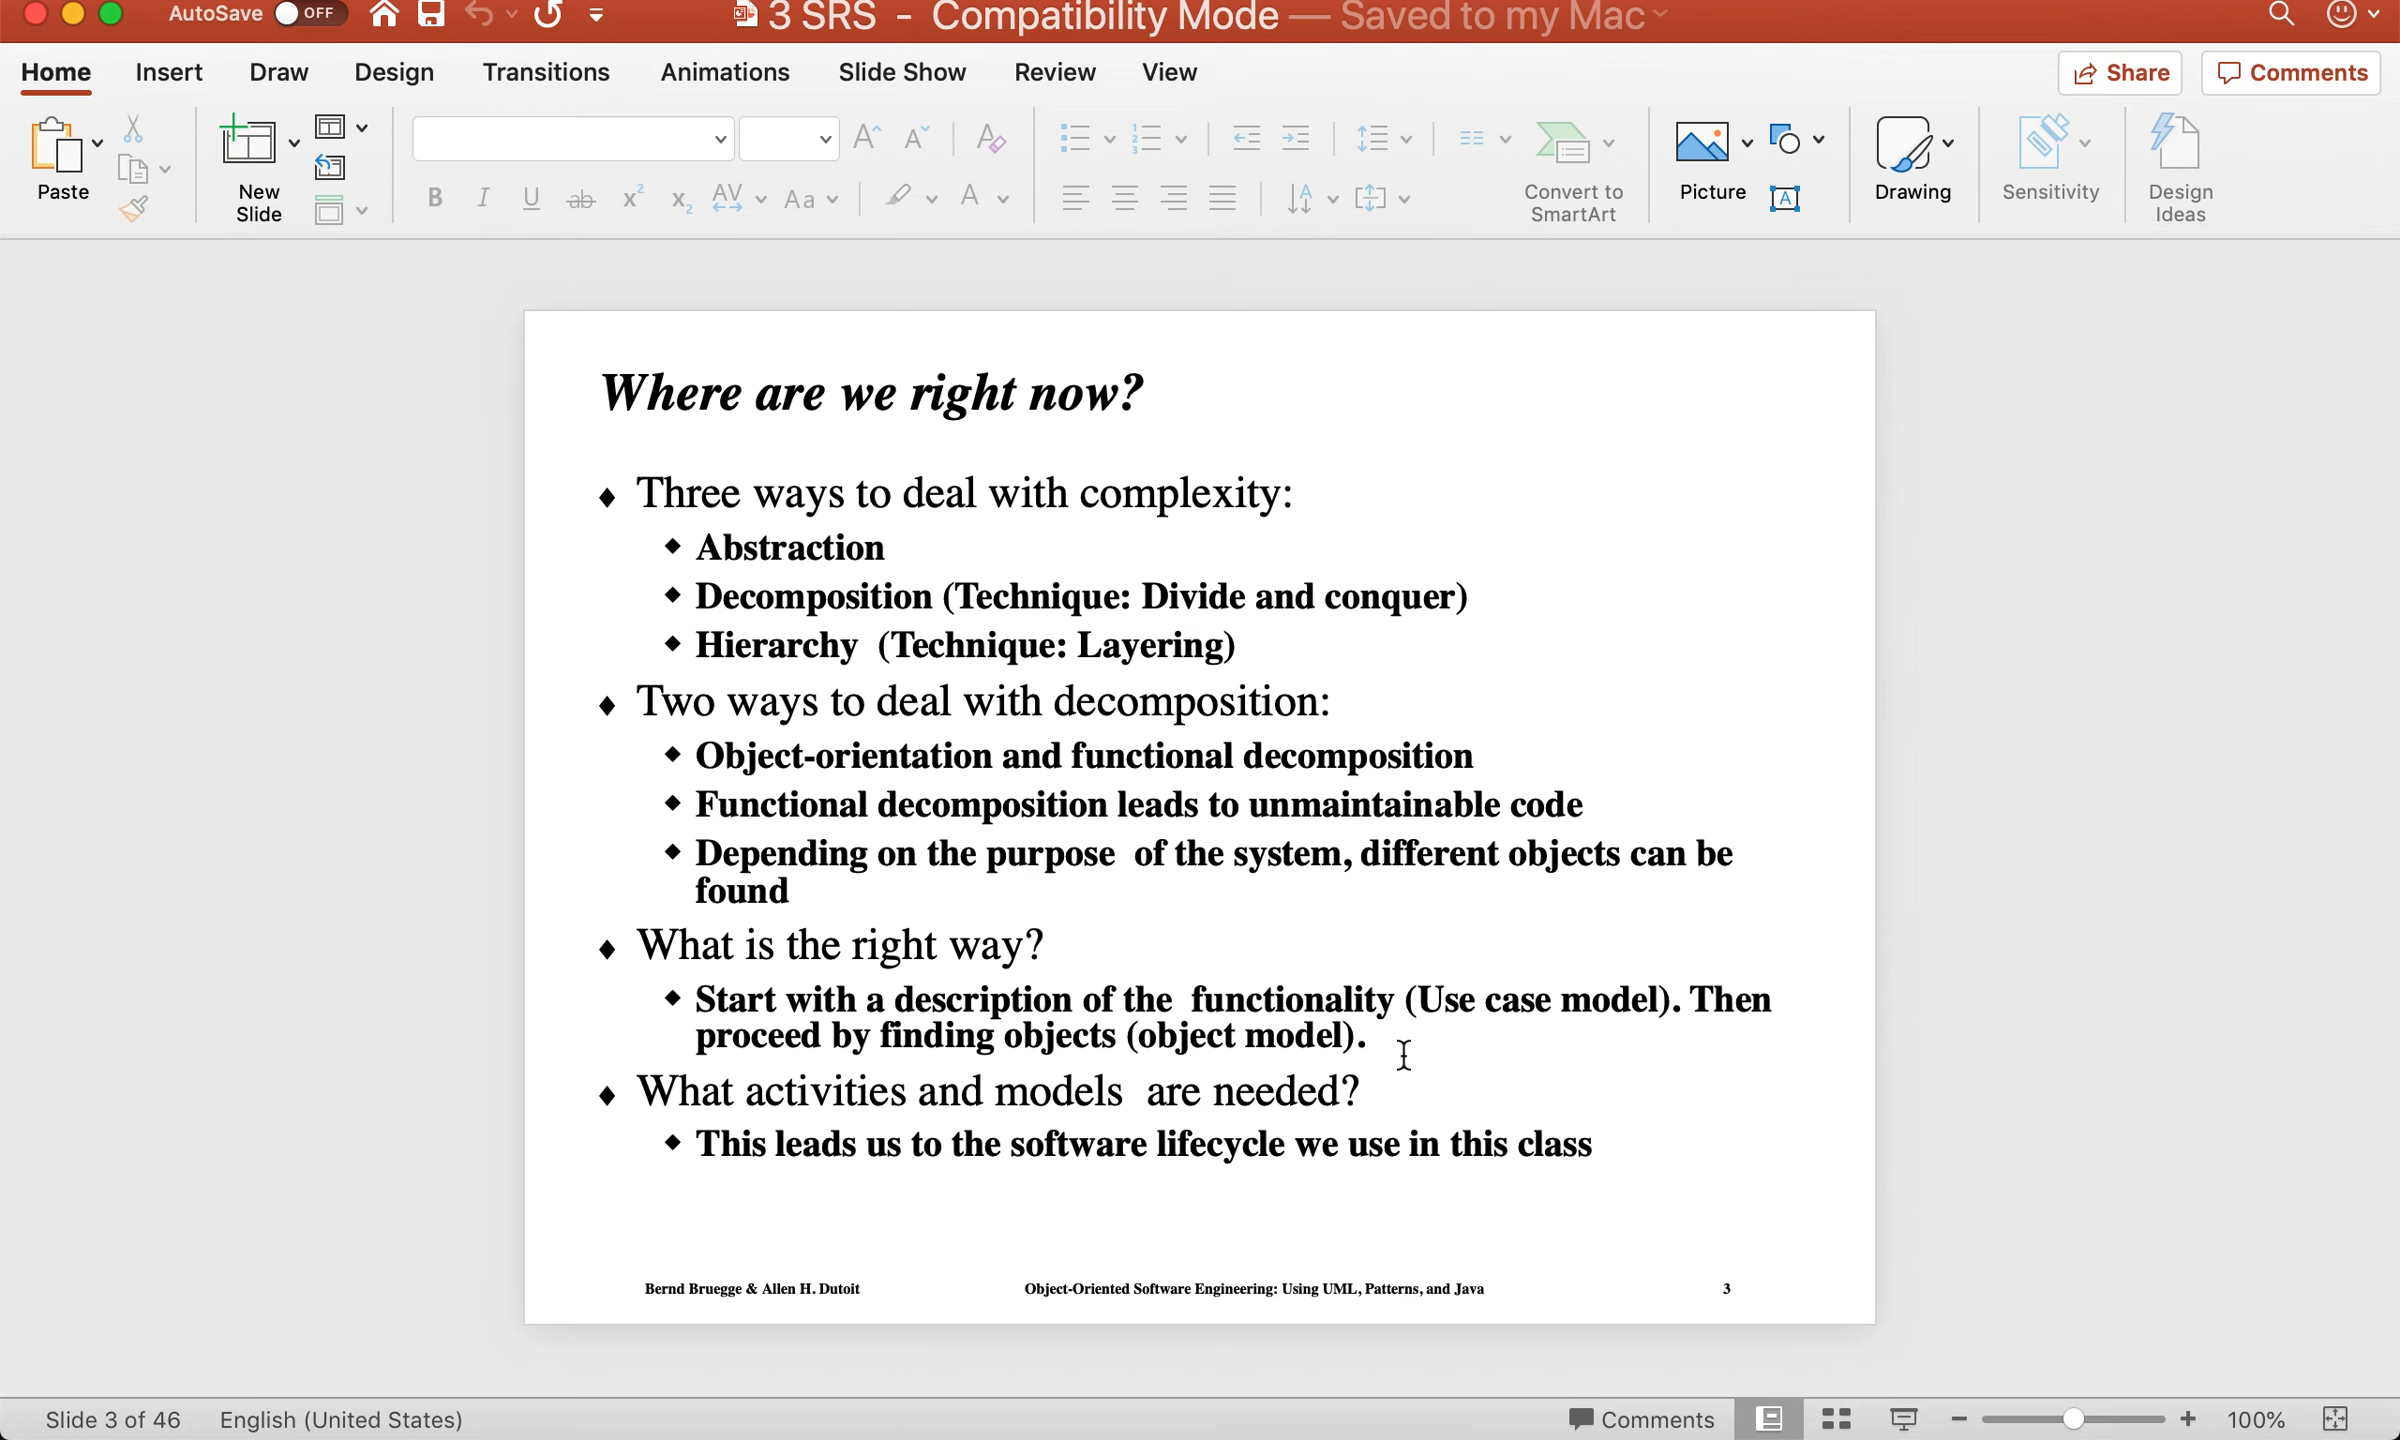 AutoSave OFF 3 SRS - Compatibility Mode — Saved to my Mac
Home Insert Draw Design Transitions Animations Slide Show Review View Share Comments
Paste New Slide B I U ab x² x₂ AV Aa A Convert to SmartArt Picture A Drawing Sensitivity Design Ideas
Where are we right now?
♦ Three ways to deal with complexity:
◆ Abstraction
◆ Decomposition (Technique: Divide and conquer)
◆ Hierarchy (Technique: Layering)
♦ Two ways to deal with decomposition:
◆ Object-orientation and functional decomposition
◆ Functional decomposition leads to unmaintainable code
◆ Depending on the purpose of the system, different objects can be
found
♦ What is the right way?
◆ Start with a description of the functionality (Use case model). Then
proceed by finding objects (object model).
♦ What activities and models are needed?
◆ This leads us to the software lifecycle we use in this class
Bernd Bruegge & Allen H. Dutoit Object-Oriented Software Engineering: Using UML, Patterns, and Java 3
Slide 3 of 46 English (United States) Comments 100%